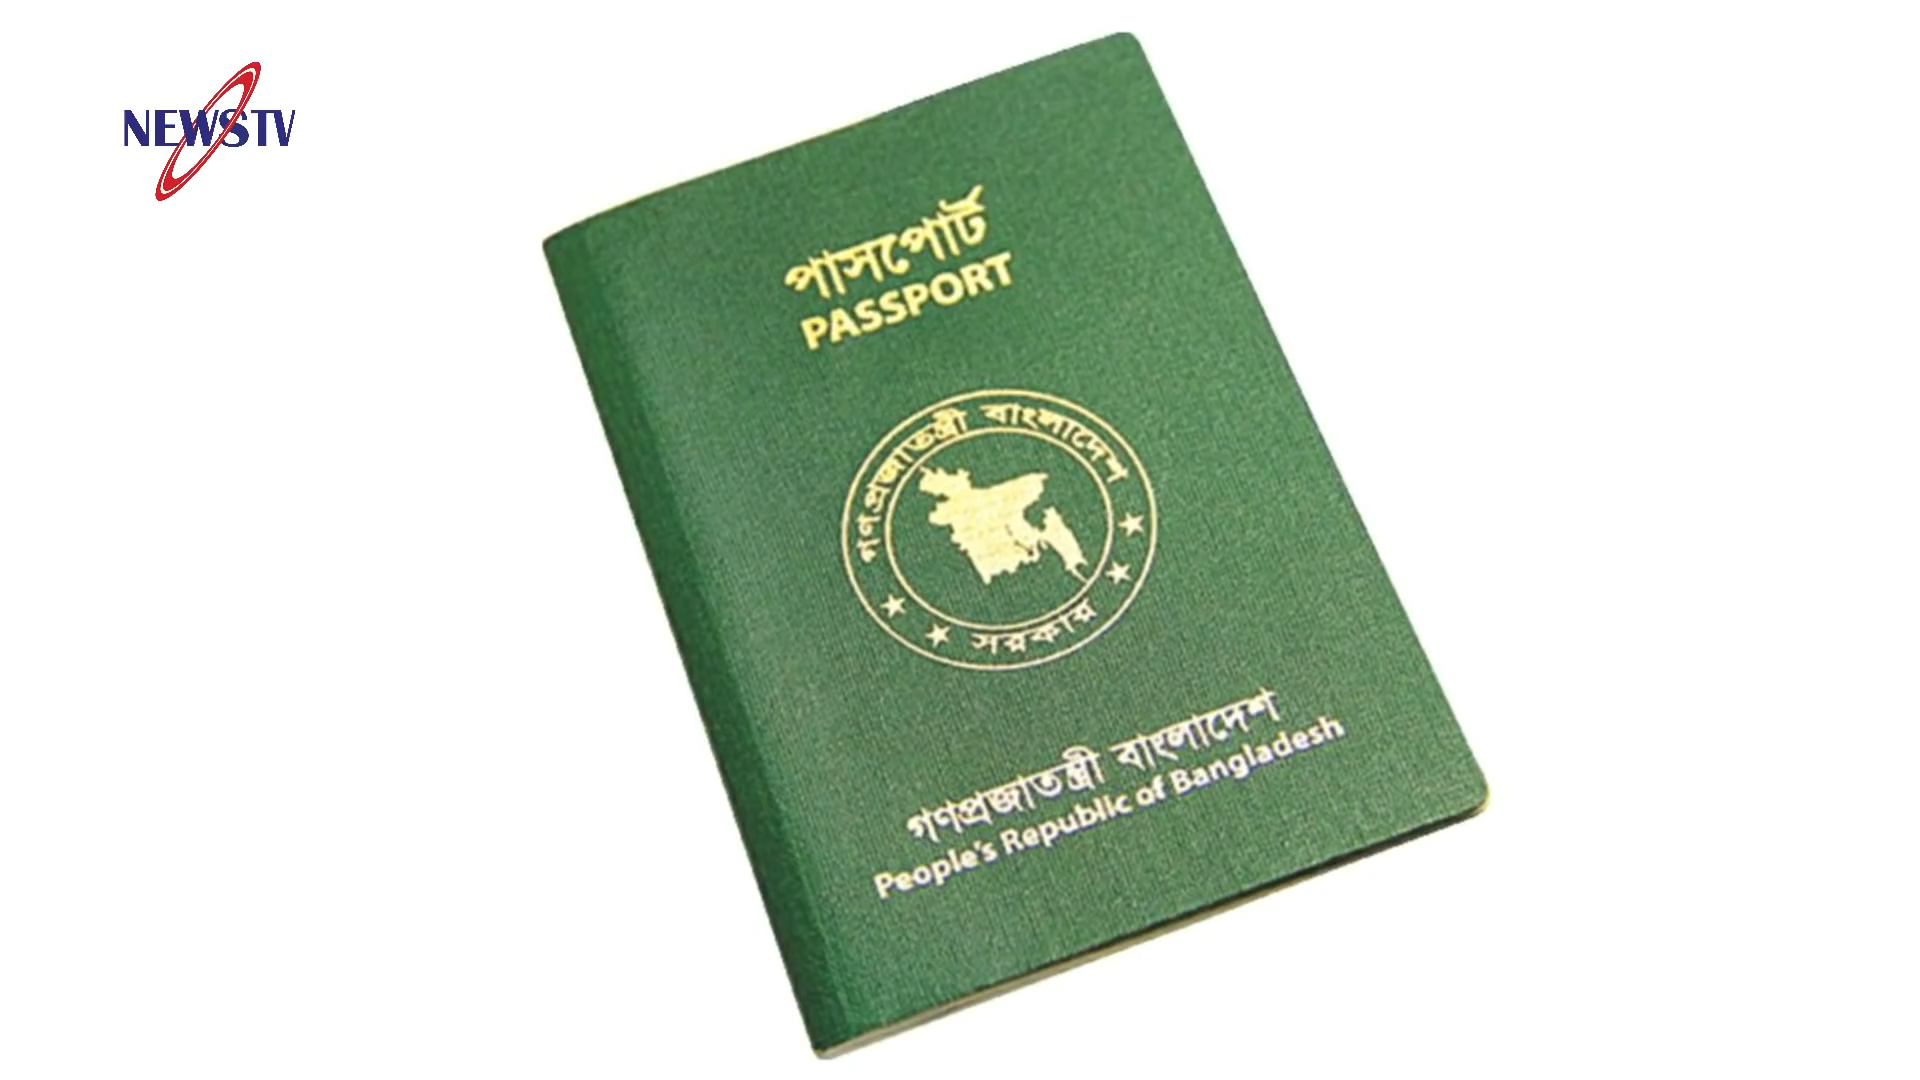 NEWSTV
পাসপোর্ট
PASSPORT
গণপ্রজাতন্ত্রী বাংলাদেশ
সরকার
গণপ্রজাতন্ত্রী বাংলাদেশ
People's Republic of Bangladesh